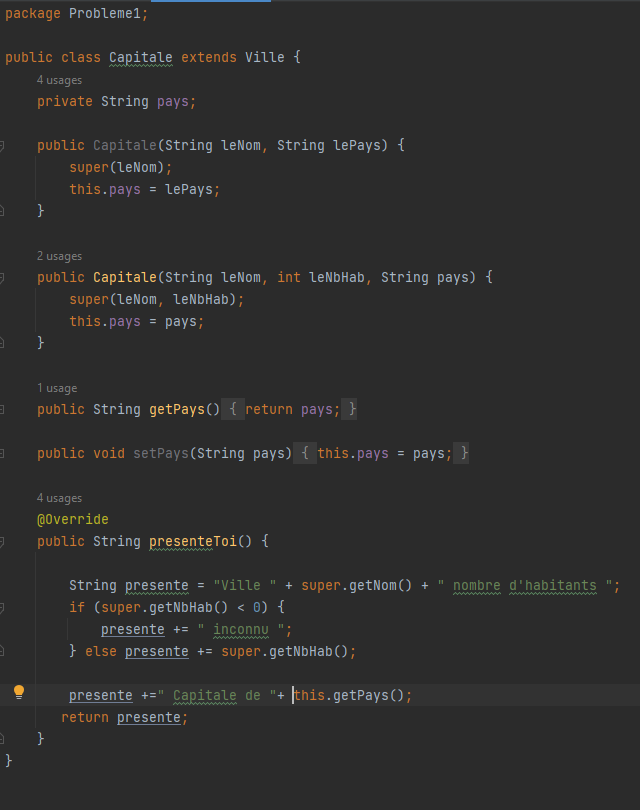 package Probleme1;
public class Capitale extends Ville {
4 usages
private String pays;
public Capitale(String leNom, String lePays) {
super(leNom);
this.pays = lePays;
}
2 usages
public Capitale(String leNom, int leNbHab, String pays) {
super(leNom, leNbHab);
this.pays = pays;
}
1 usage
public String getPays() { return pays; }
public void setPays(String pays) { this.pays = pays; }
4 usages
@Override
public String presenteToi() {
String presente = "Ville " + super.getNom() + " nombre d'habitants ";
if (super.getNbHab() < 0) {
presente += " inconnu ";
} else presente += super.getNbHab();
presente +=" Capitale de "+ this.getPays();
return presente;
}
}